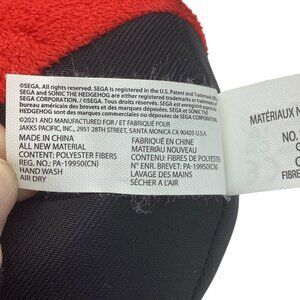 ©SEGA. All rights reserved. SEGA is registered in the U.S. Patent and Trademark Office. SEGA
and SONIC THE HEDGEHOG are either registered trademarks or trademarks of
SEGA CORPORATION. / ©SEGA. Tous droits réservés. SEGA est enregistré auprès du
bureau américain des brevets et des marques déposées. SEGA et SONIC THE HEDGEHOG
sont des marques déposées ou des marques de commerce de SEGA CORPORATION.
©2021 AND MANUFACTURED FOR / ET FABRIQUÉ POUR
JAKKS PACIFIC, INC., 2951 28TH STREET, SANTA MONICA CA 90405 U.S.A.
MADE IN CHINA
ALL NEW MATERIAL
CONTENT: POLYESTER FIBERS
REG. NO.: PA-19950(CN)
HAND WASH
AIR DRY
FABRIQUÉ EN CHINE
MATÉRIAU NOUVEAU
CONTENU: FIBRES DE POLYESTER
N° ENR. BREVET: PA-19950(CN)
LAVAGE DES MAINS
SÉCHER À L'AIR
MATÉRIAUX N
NO.
FIBRE